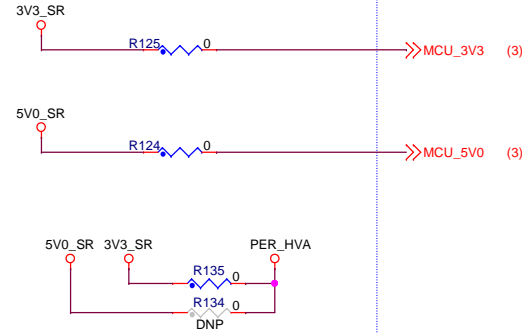 3V3_SR
R125 0
MCU_3V3 (3)
5V0_SR
R124 0
MCU_5V0 (3)
5V0_SR 3V3_SR PER_HVA
R135 0
R134 0
DNP